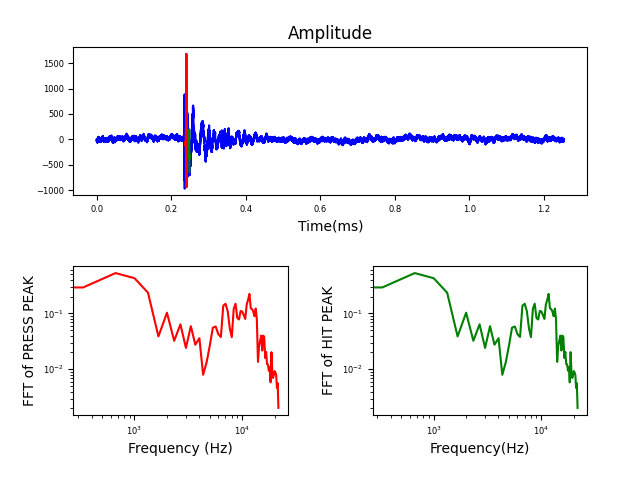 Amplitude
1500
1000
500
0
−500
−1000
0.0 0.2 0.4 0.6 0.8 1.0 1.2
Time(ms)
FFT of PRESS PEAK
10⁻¹
10⁻²
10³ 10⁴
Frequency (Hz)
FFT of HIT PEAK
10⁻¹
10⁻²
10³ 10⁴
Frequency(Hz)